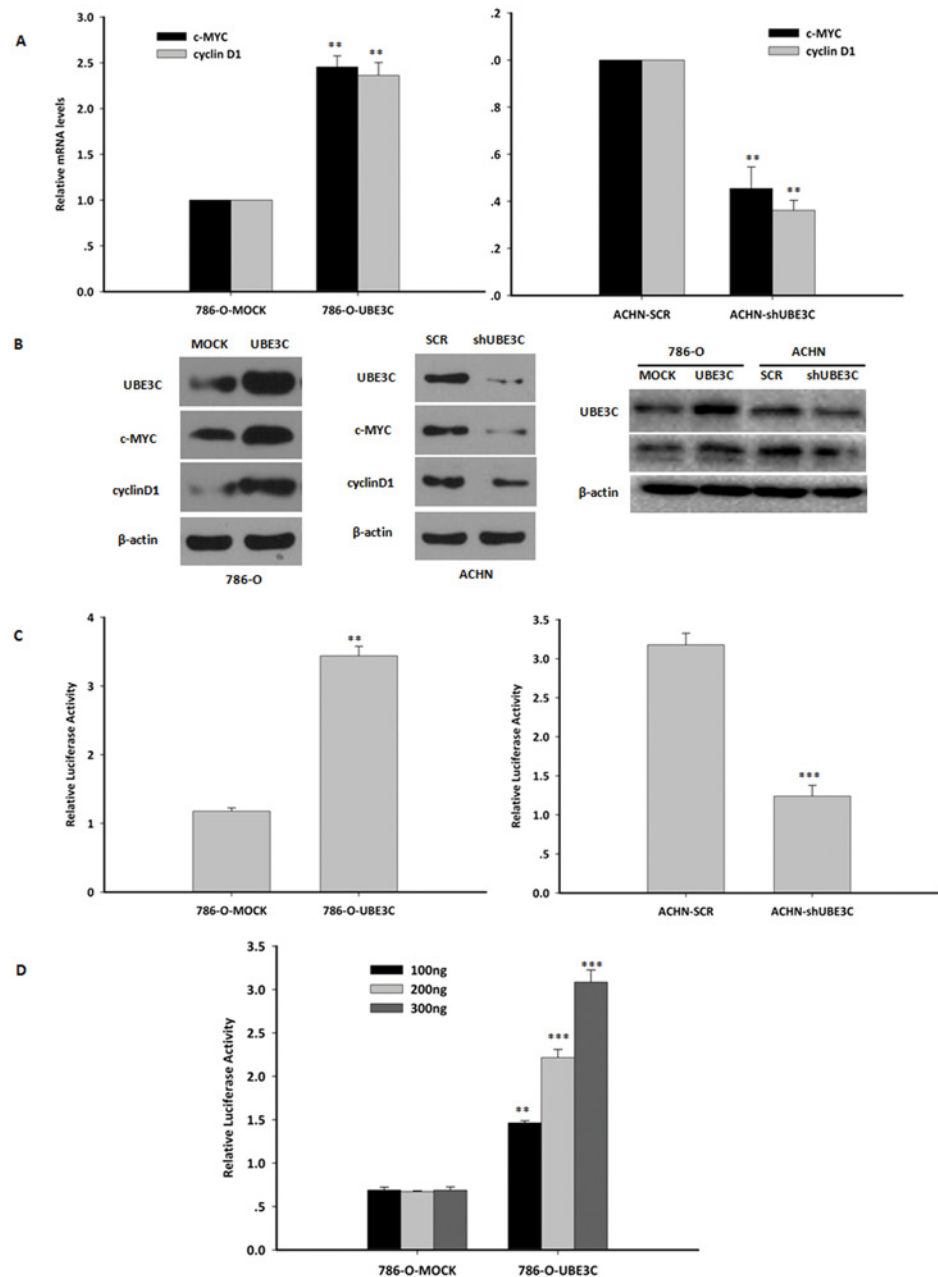 A
Relative mRNA levels
3.0
2.5
2.0
1.0
.5
0.0
c-MYC
cyclin D1
**
**
786-O-MOCK
786-O-UBE3C
.2
.0
.6
.4
.2
.0
c-MYC
cyclin D1
**
**
ACHN-SCR
ACHN-shUBE3C
B
MOCK UBE3C
UBE3C
c-MYC
cyclinD1
β-actin
786-O
SCR shUBE3C
UBE3C
c-MYC
cyclinD1
β-actin
ACHN
786-O ACHN
MOCK UBE3C SCR shUBE3C
UBE3C
β-actin
C
Relative Luciferase Activity
4
3
2
1
0
**
786-O-MOCK
786-O-UBE3C
Relative Luciferase Activity
3.5
3.0
2.5
2.0
1.5
1.0
.5
0.0
***
ACHN-SCR
ACHN-shUBE3C
D
Relative Luciferase Activity
3.5
3.0
2.5
2.0
1.5
1.0
.5
0.0
100ng
200ng
300ng
**
***
***
786-O-MOCK
786-O-UBE3C